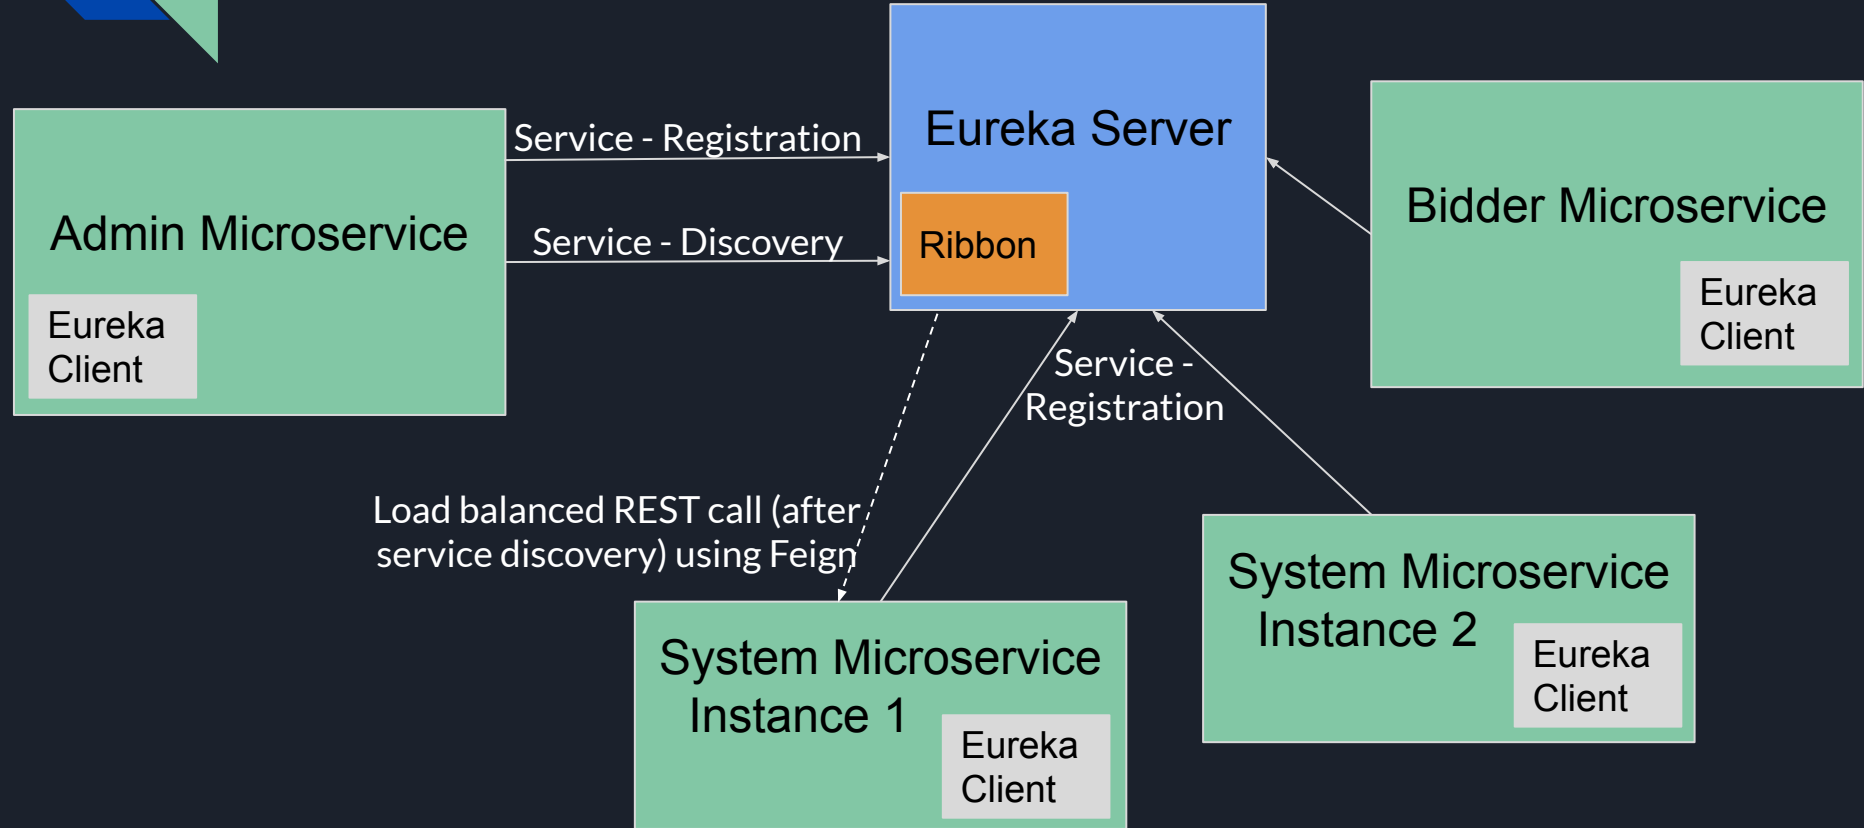 Admin Microservice
Eureka
Client
Service - Registration
Service - Discovery
Eureka Server
Ribbon
Bidder Microservice
Eureka
Client
Service -
Registration
Load balanced REST call (after
service discovery) using Feign
System Microservice
Instance 1
Eureka
Client
System Microservice
Instance 2
Eureka
Client